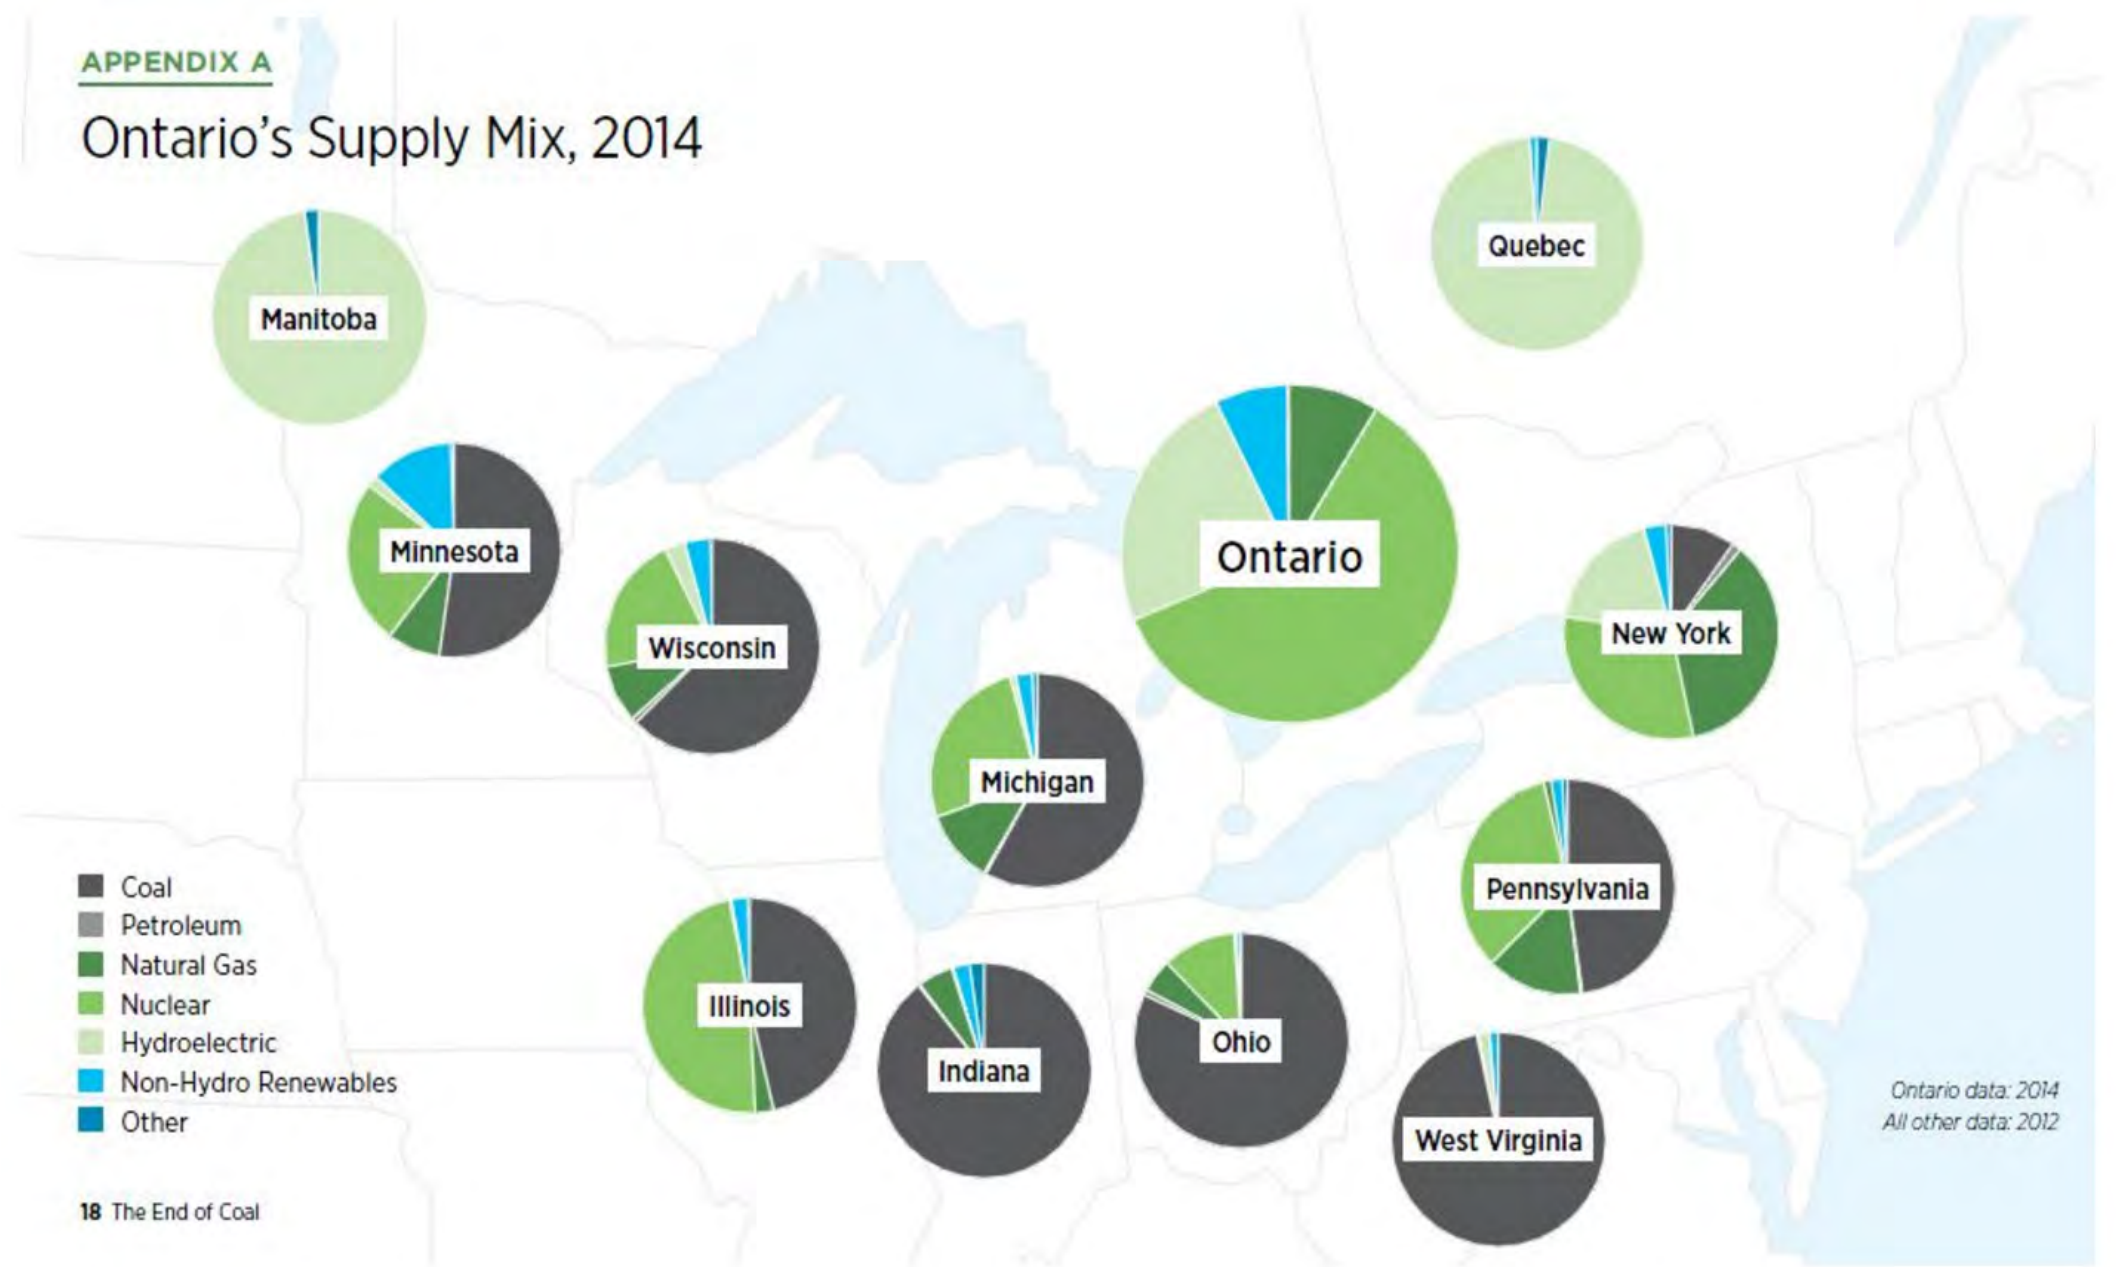 APPENDIX A
Ontario's Supply Mix, 2014
Quebec
Manitoba
Ontario
Minnesota
Wisconsin
New York
Michigan
Pennsylvania
Illinois
Indiana
Ohio
West Virginia
Coal
Petroleum
Natural Gas
Nuclear
Hydroelectric
Non-Hydro Renewables
Other
Ontario data: 2014
All other data: 2012
18 The End of Coal